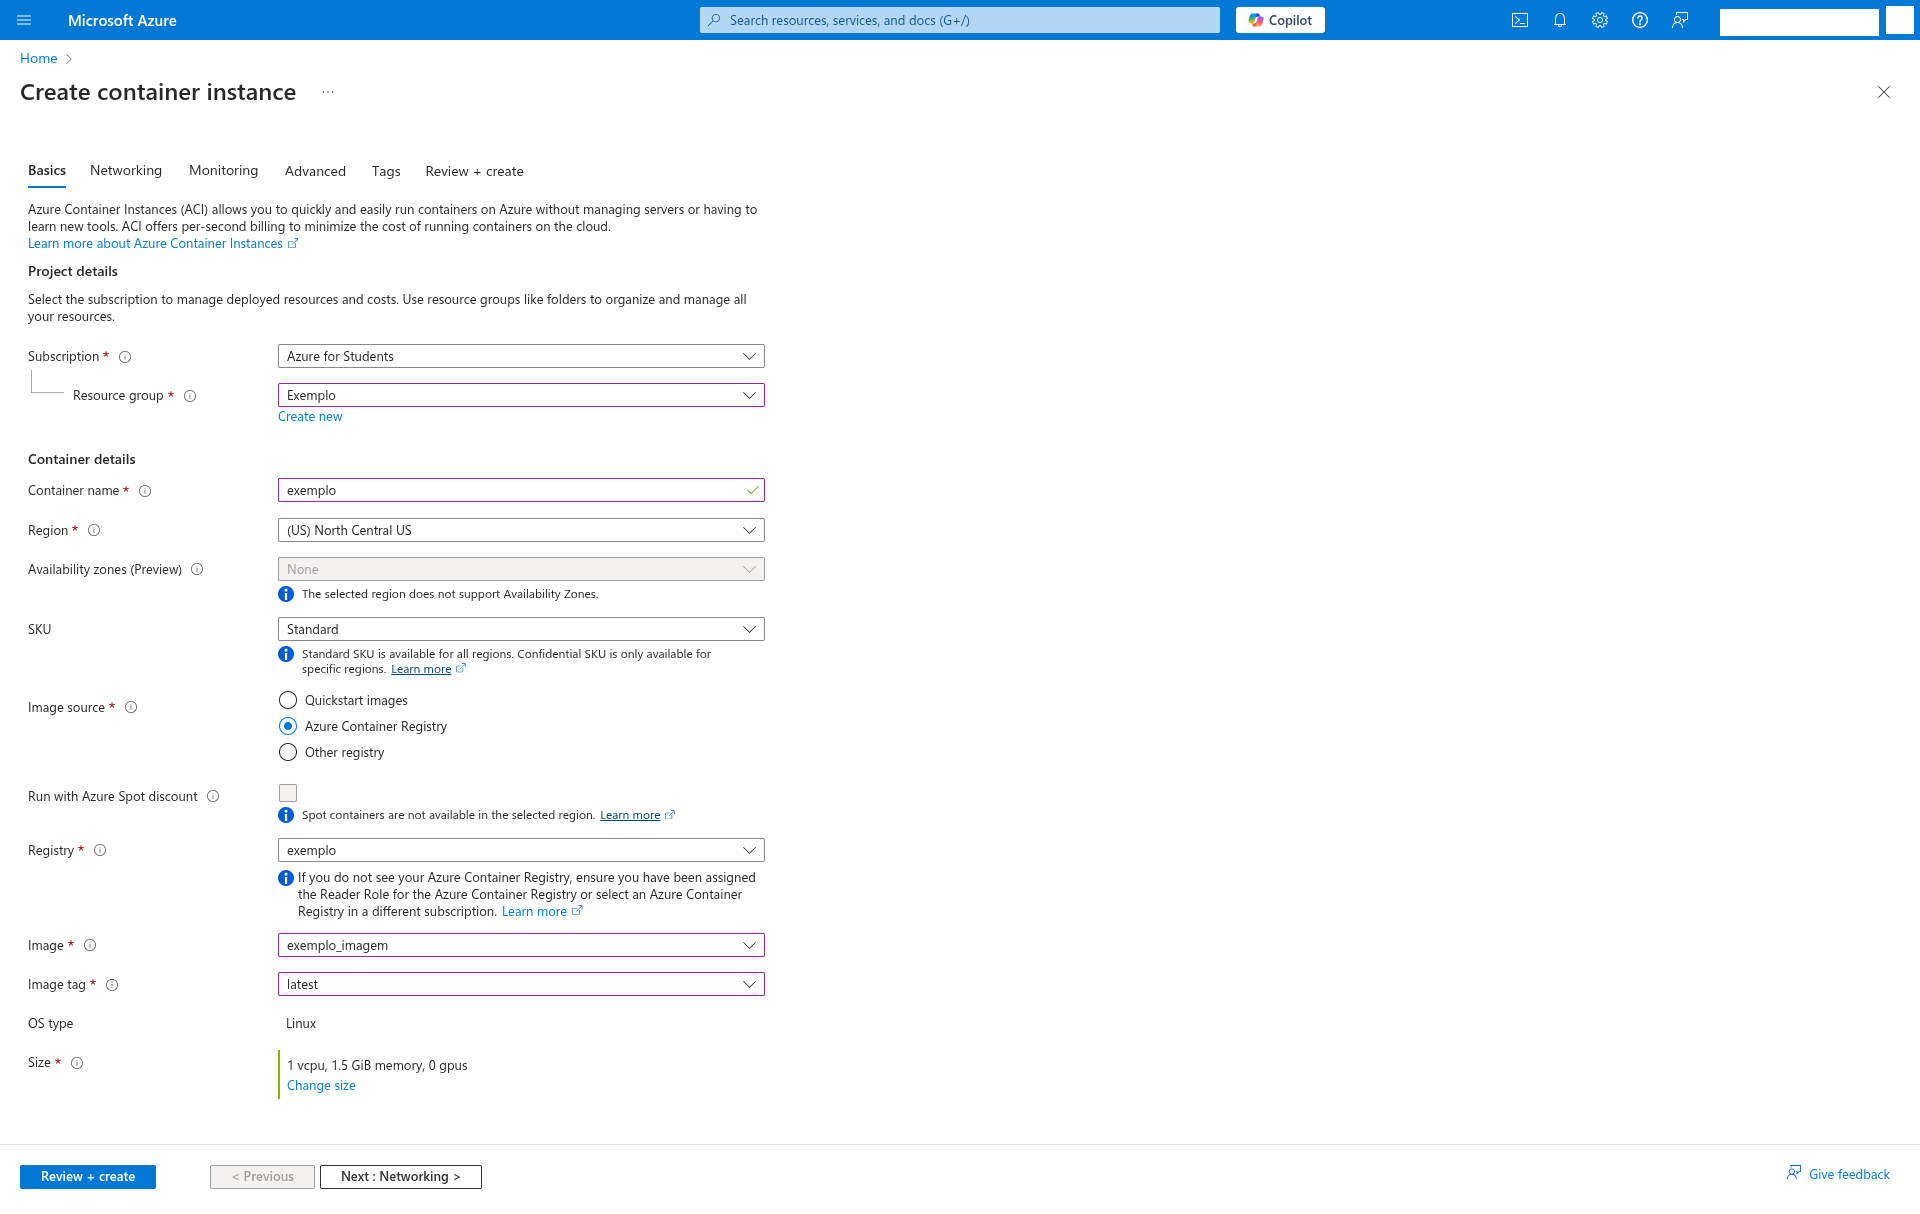 Microsoft Azure
Search resources, services, and docs (G+/)
Copilot
Home
Create container instance
...
Basics
Networking
Monitoring
Advanced
Tags
Review + create
Azure Container Instances (ACI) allows you to quickly and easily run containers on Azure without managing servers or having to
learn new tools. ACI offers per-second billing to minimize the cost of running containers on the cloud.
Learn more about Azure Container Instances
Project details
Select the subscription to manage deployed resources and costs. Use resource groups like folders to organize and manage all
your resources.
Subscription *
Azure for Students
Resource group *
Exemplo
Create new
Container details
Container name *
exemplo
Region *
(US) North Central US
Availability zones (Preview)
None
The selected region does not support Availability Zones.
SKU
Standard
Standard SKU is available for all regions. Confidential SKU is only available for
specific regions. Learn more
Image source *
Quickstart images
Azure Container Registry
Other registry
Run with Azure Spot discount
Spot containers are not available in the selected region. Learn more
Registry *
exemplo
If you do not see your Azure Container Registry, ensure you have been assigned
the Reader Role for the Azure Container Registry or select an Azure Container
Registry in a different subscription. Learn more
Image *
exemplo_imagem
Image tag *
latest
OS type
Linux
Size *
1 vcpu, 1.5 GiB memory, 0 gpus
Change size
Review + create
< Previous
Next : Networking >
Give feedback